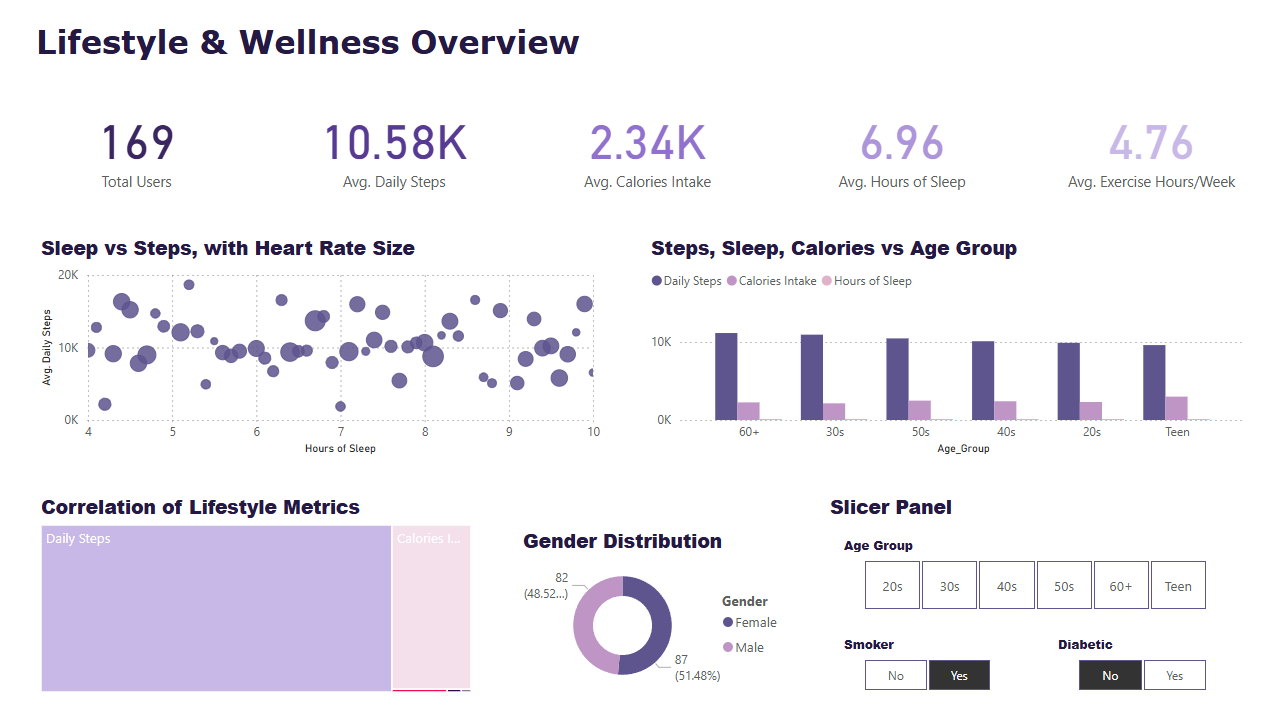 Lifestyle & Wellness Overview
169
Total Users
10.58K
Avg. Daily Steps
2.34K
Avg. Calories Intake
6.96
Avg. Hours of Sleep
4.76
Avg. Exercise Hours/Week
Sleep vs Steps, with Heart Rate Size
20K
10K
0K
Avg. Daily Steps
4 5 6 7 8 9 10
Hours of Sleep
Steps, Sleep, Calories vs Age Group
Daily Steps Calories Intake Hours of Sleep
10K
0K
60+ 30s 50s 40s 20s Teen
Age_Group
Correlation of Lifestyle Metrics
Daily Steps
Calories I...
Gender Distribution
82
(48.52...)
87
(51.48%)
Gender
Female
Male
Slicer Panel
Age Group
20s 30s 40s 50s 60+ Teen
Smoker
No Yes
Diabetic
No Yes